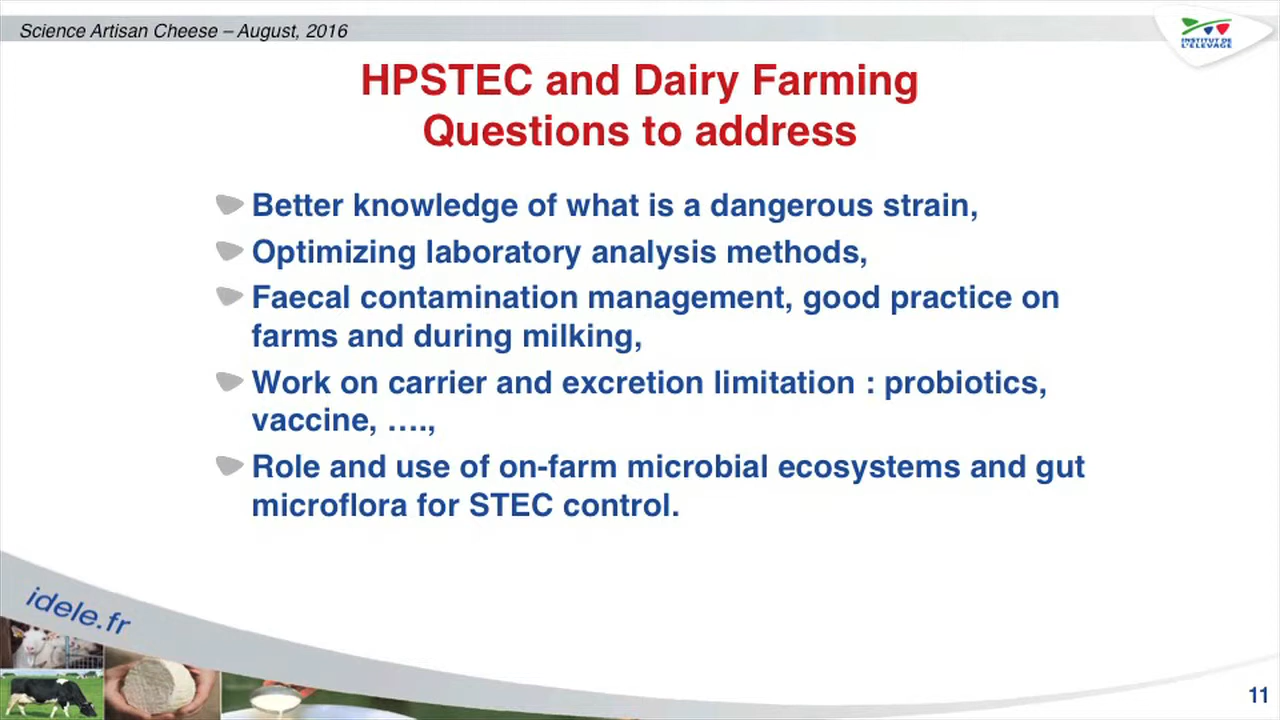 Science Artisan Cheese – August, 2016
INSTITUT DE
L'ELEVAGE
HPSTEC and Dairy Farming
Questions to address
Better knowledge of what is a dangerous strain,
Optimizing laboratory analysis methods,
Faecal contamination management, good practice on
farms and during milking,
Work on carrier and excretion limitation : probiotics,
vaccine, ….,
Role and use of on-farm microbial ecosystems and gut
microflora for STEC control.
idele.fr
11